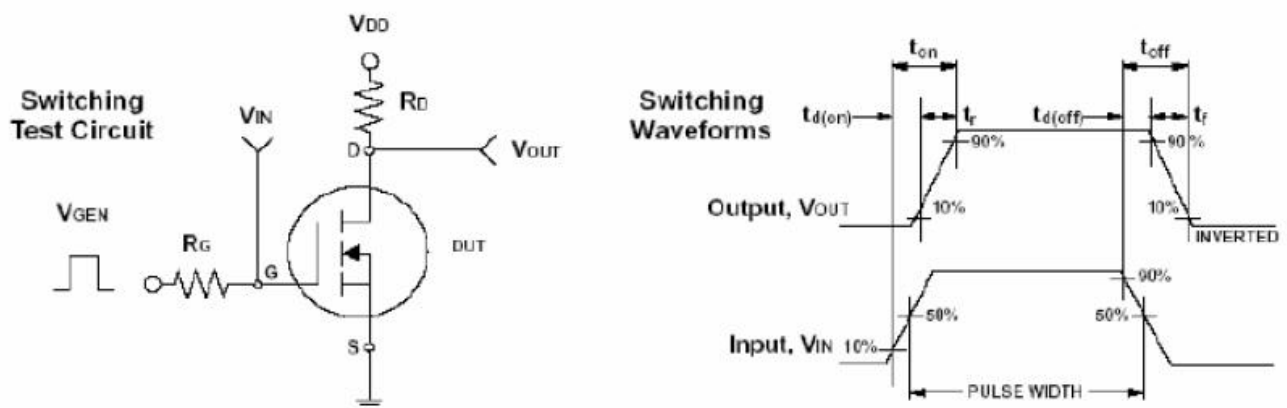 Switching
Test Circuit
VDD
RD
VIN
D
VOUT
VGEN
RG
G
DUT
S
Switching
Waveforms
ton
toff
td(on)
tr
td(off)
tf
90%
90%
Output, VOUT
10%
10%
INVERTED
90%
50%
50%
Input, VIN
10%
PULSE WIDTH